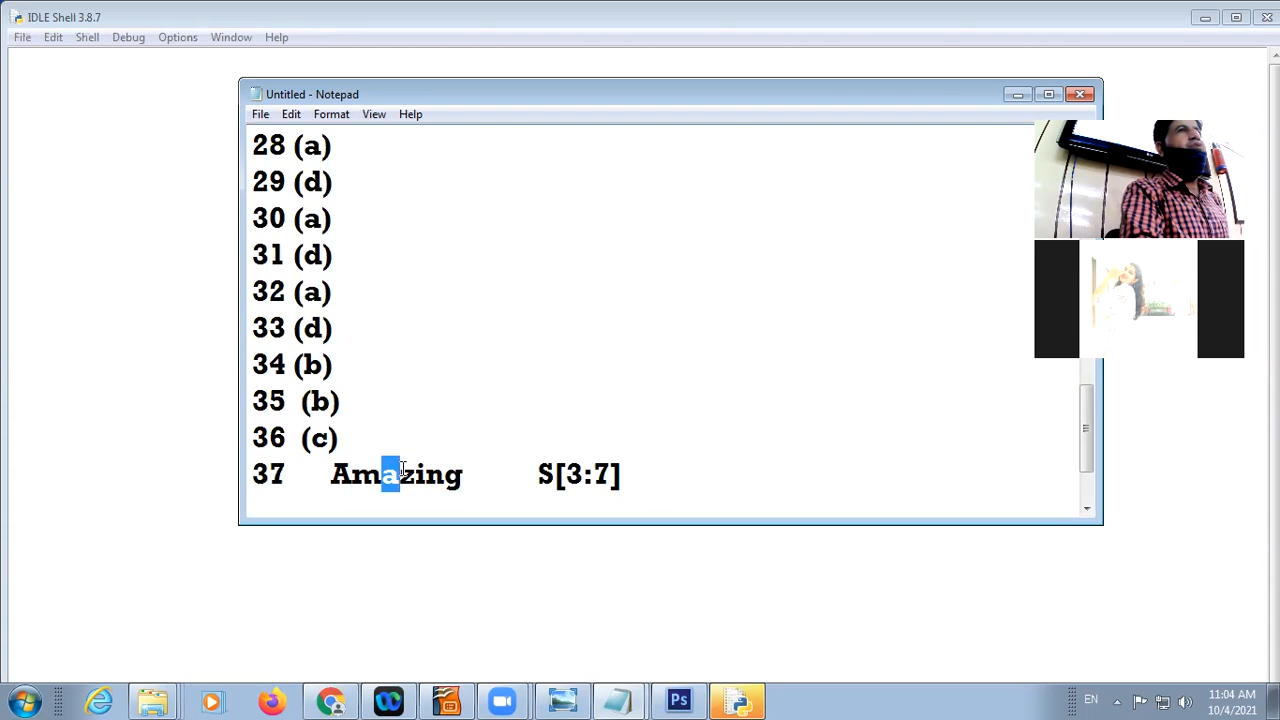 IDLE Shell 3.8.7
File Edit Shell Debug Options Window Help
Untitled - Notepad
File Edit Format View Help
28 (a)
29 (d)
30 (a)
31 (d)
32 (a)
33 (d)
34 (b)
35 (b)
36 (c)
37 Amazing S[3:7]
Ps
EN
11:04 AM
10/4/2021